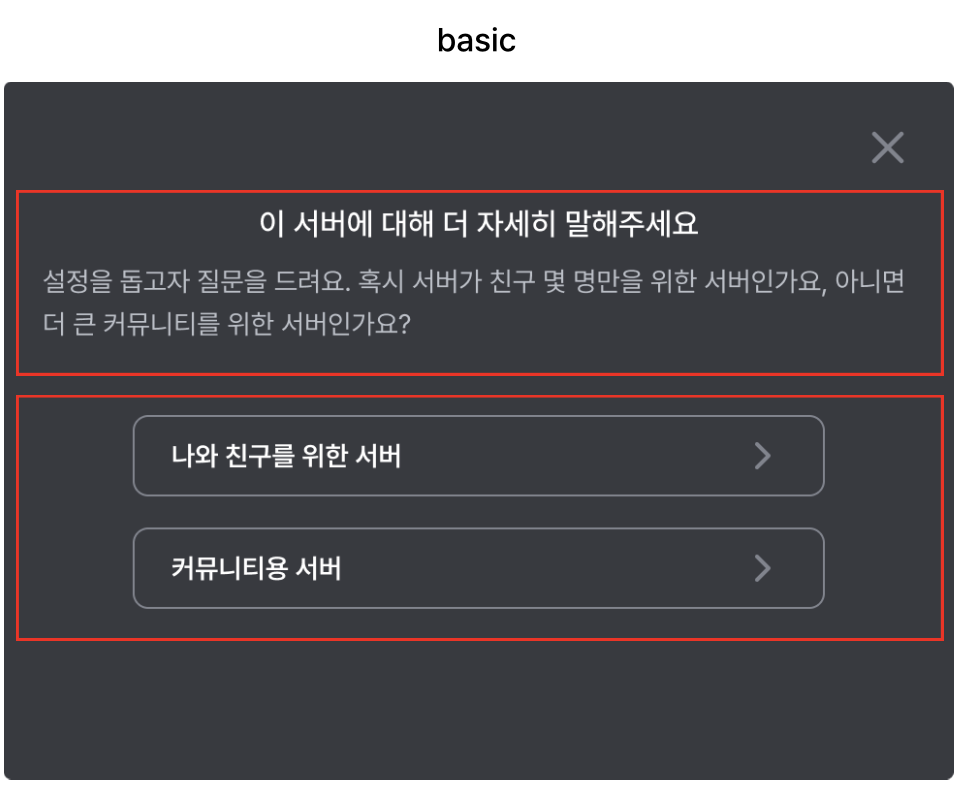 basic
이 서버에 대해 더 자세히 말해주세요
설정을 돕고자 질문을 드려요. 혹시 서버가 친구 몇 명만을 위한 서버인가요, 아니면
더 큰 커뮤니티를 위한 서버인가요?
나와 친구를 위한 서버
커뮤니티용 서버